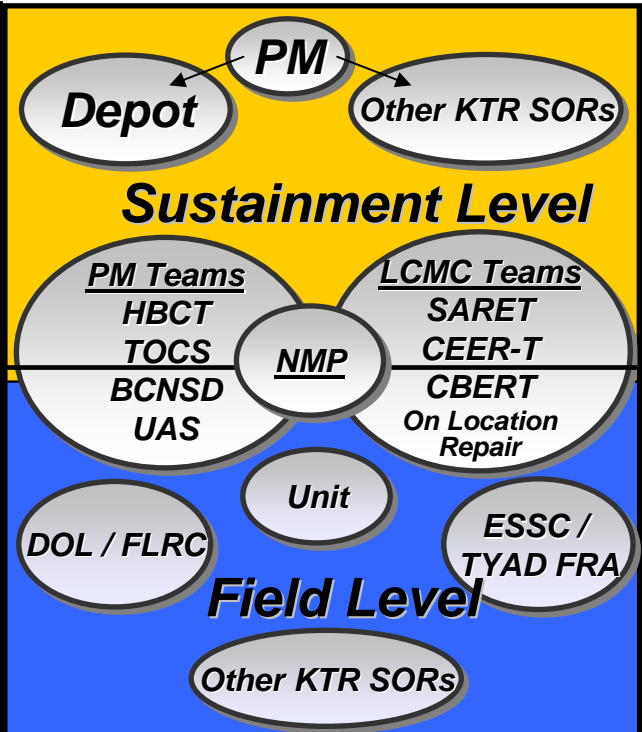 PM
Depot
Other KTR SORs
Sustainment Level
PM Teams
HBCT
TOCS
BCNSD
UAS
NMP
LCMC Teams
SARET
CEER-T
CBERT
On Location
Repair
Unit
DOL / FLRC
ESSC /
TYAD FRA
Field Level
Other KTR SORs